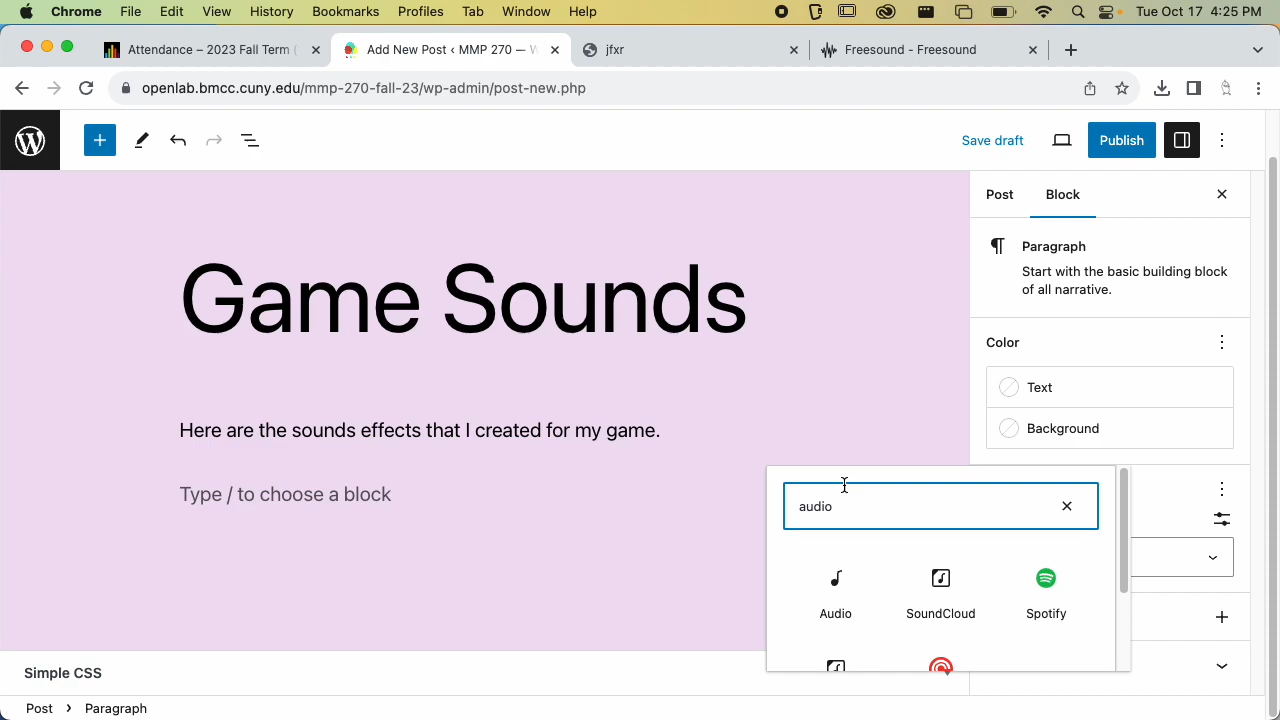 Chrome File Edit View History Bookmarks Profiles Tab Window Help Tue Oct 17 4:25 PM
Attendance – 2023 Fall Term ( Add New Post ‹ MMP 270 — W jfxr Freesound - Freesound
openlab.bmcc.cuny.edu/mmp-270-fall-23/wp-admin/post-new.php
Save draft Publish
Post Block
Paragraph
Start with the basic building block
of all narrative.
Game Sounds
Color
Text
Background
Here are the sounds effects that I created for my game.
Type / to choose a block
audio
Audio SoundCloud Spotify
Simple CSS
Post › Paragraph